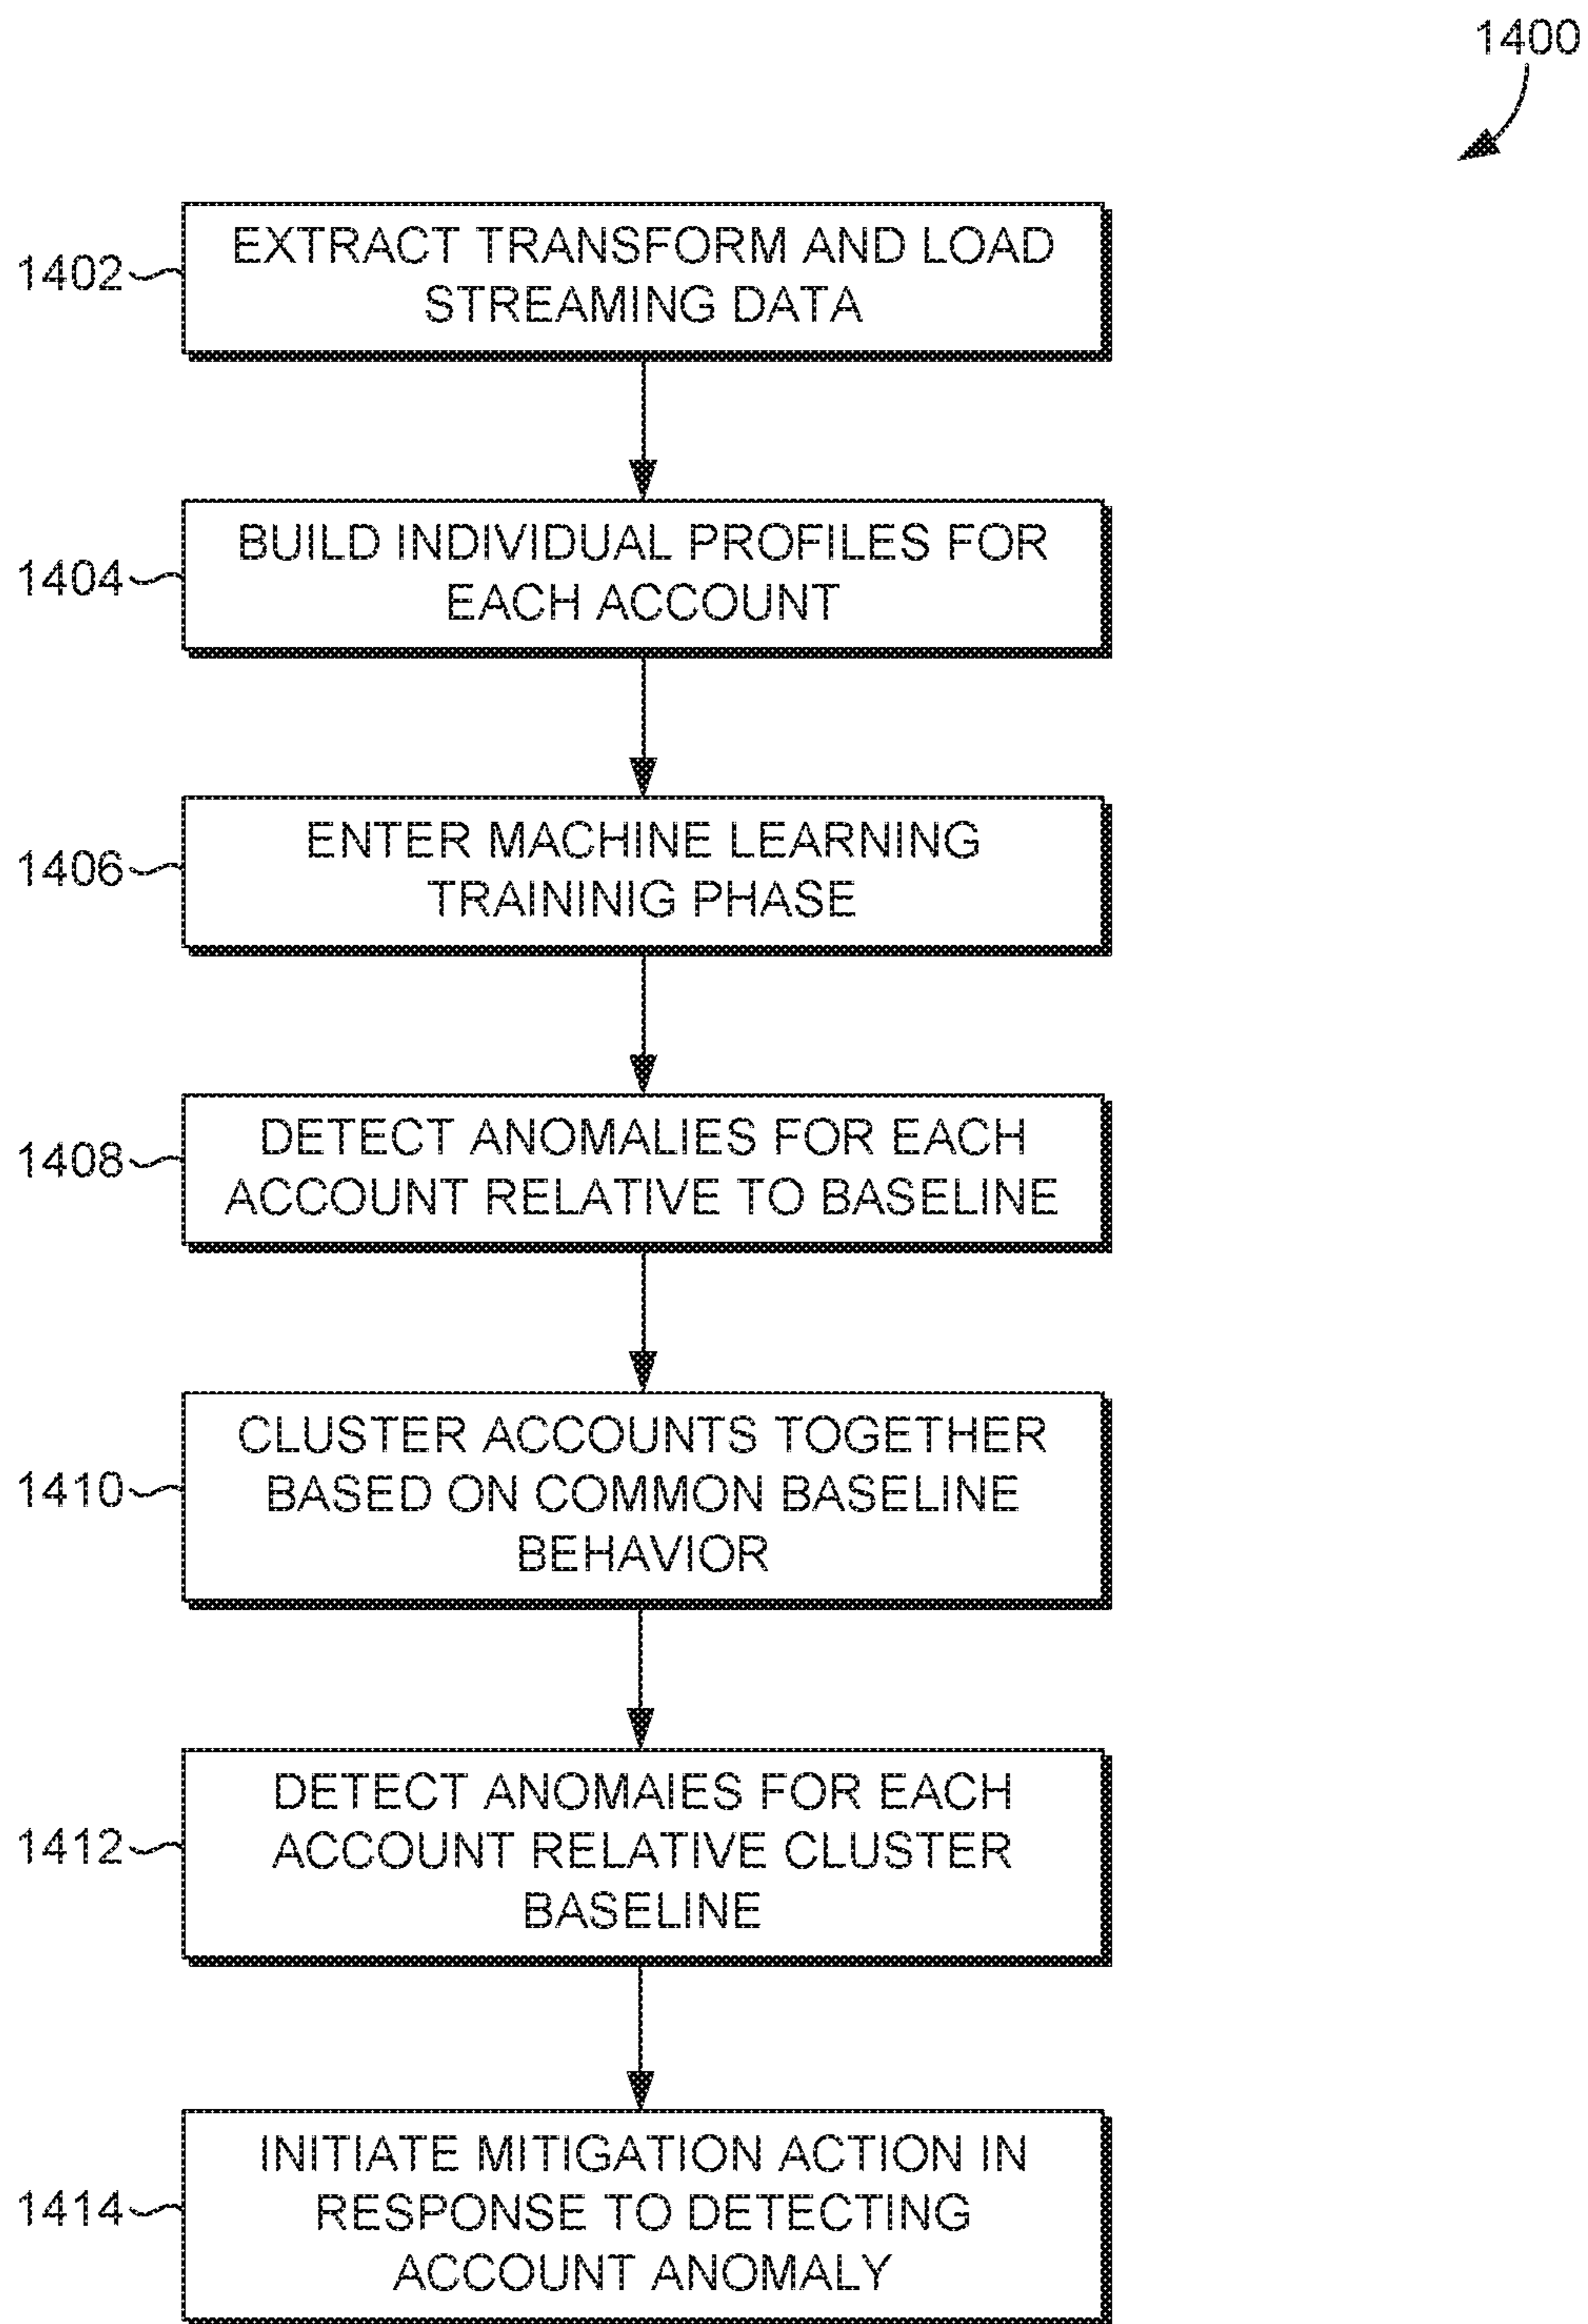 1400
1402
EXTRACT TRANSFORM AND LOAD
STREAMING DATA
1404
BUILD INDIVIDUAL PROFILES FOR
EACH ACCOUNT
1406
ENTER MACHINE LEARNING
TRAININIG PHASE
1408
DETECT ANOMALIES FOR EACH
ACCOUNT RELATIVE TO BASELINE
1410
CLUSTER ACCOUNTS TOGETHER
BASED ON COMMON BASELINE
BEHAVIOR
1412
DETECT ANOMAIES FOR EACH
ACCOUNT RELATIVE CLUSTER
BASELINE
1414
INITIATE MITIGATION ACTION IN
RESPONSE TO DETECTING
ACCOUNT ANOMALY